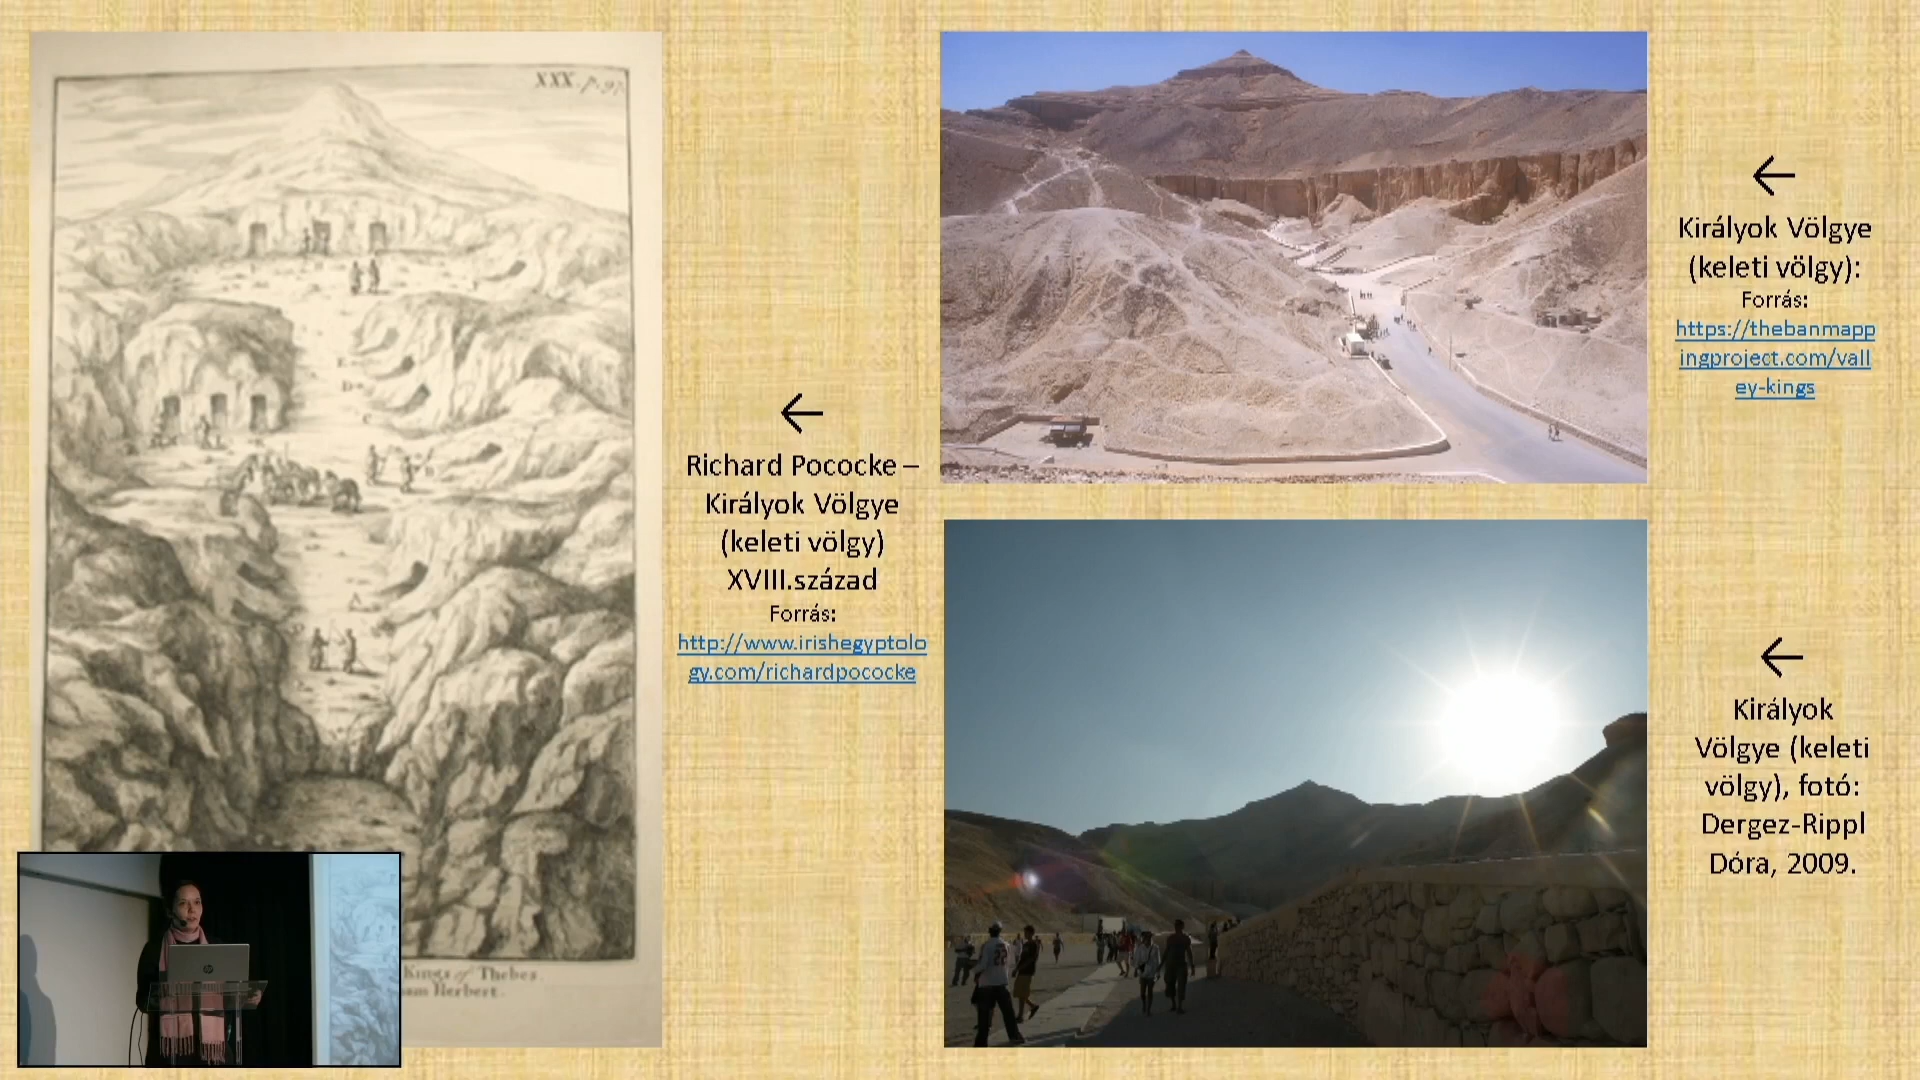 XXX. p. 97.
Kings of Thebes.
Herbert.
←
Richard Pococke –
Királyok Völgye
(keleti völgy)
XVIII.század
Forrás:
http://www.irishegyptolo
gy.com/richardpococke
←
Királyok Völgye
(keleti völgy):
Forrás:
https://thebanmapp
ingproject.com/vall
ey-kings
←
Királyok
Völgye (keleti
völgy), fotó:
Dergez-Rippl
Dóra, 2009.
hp